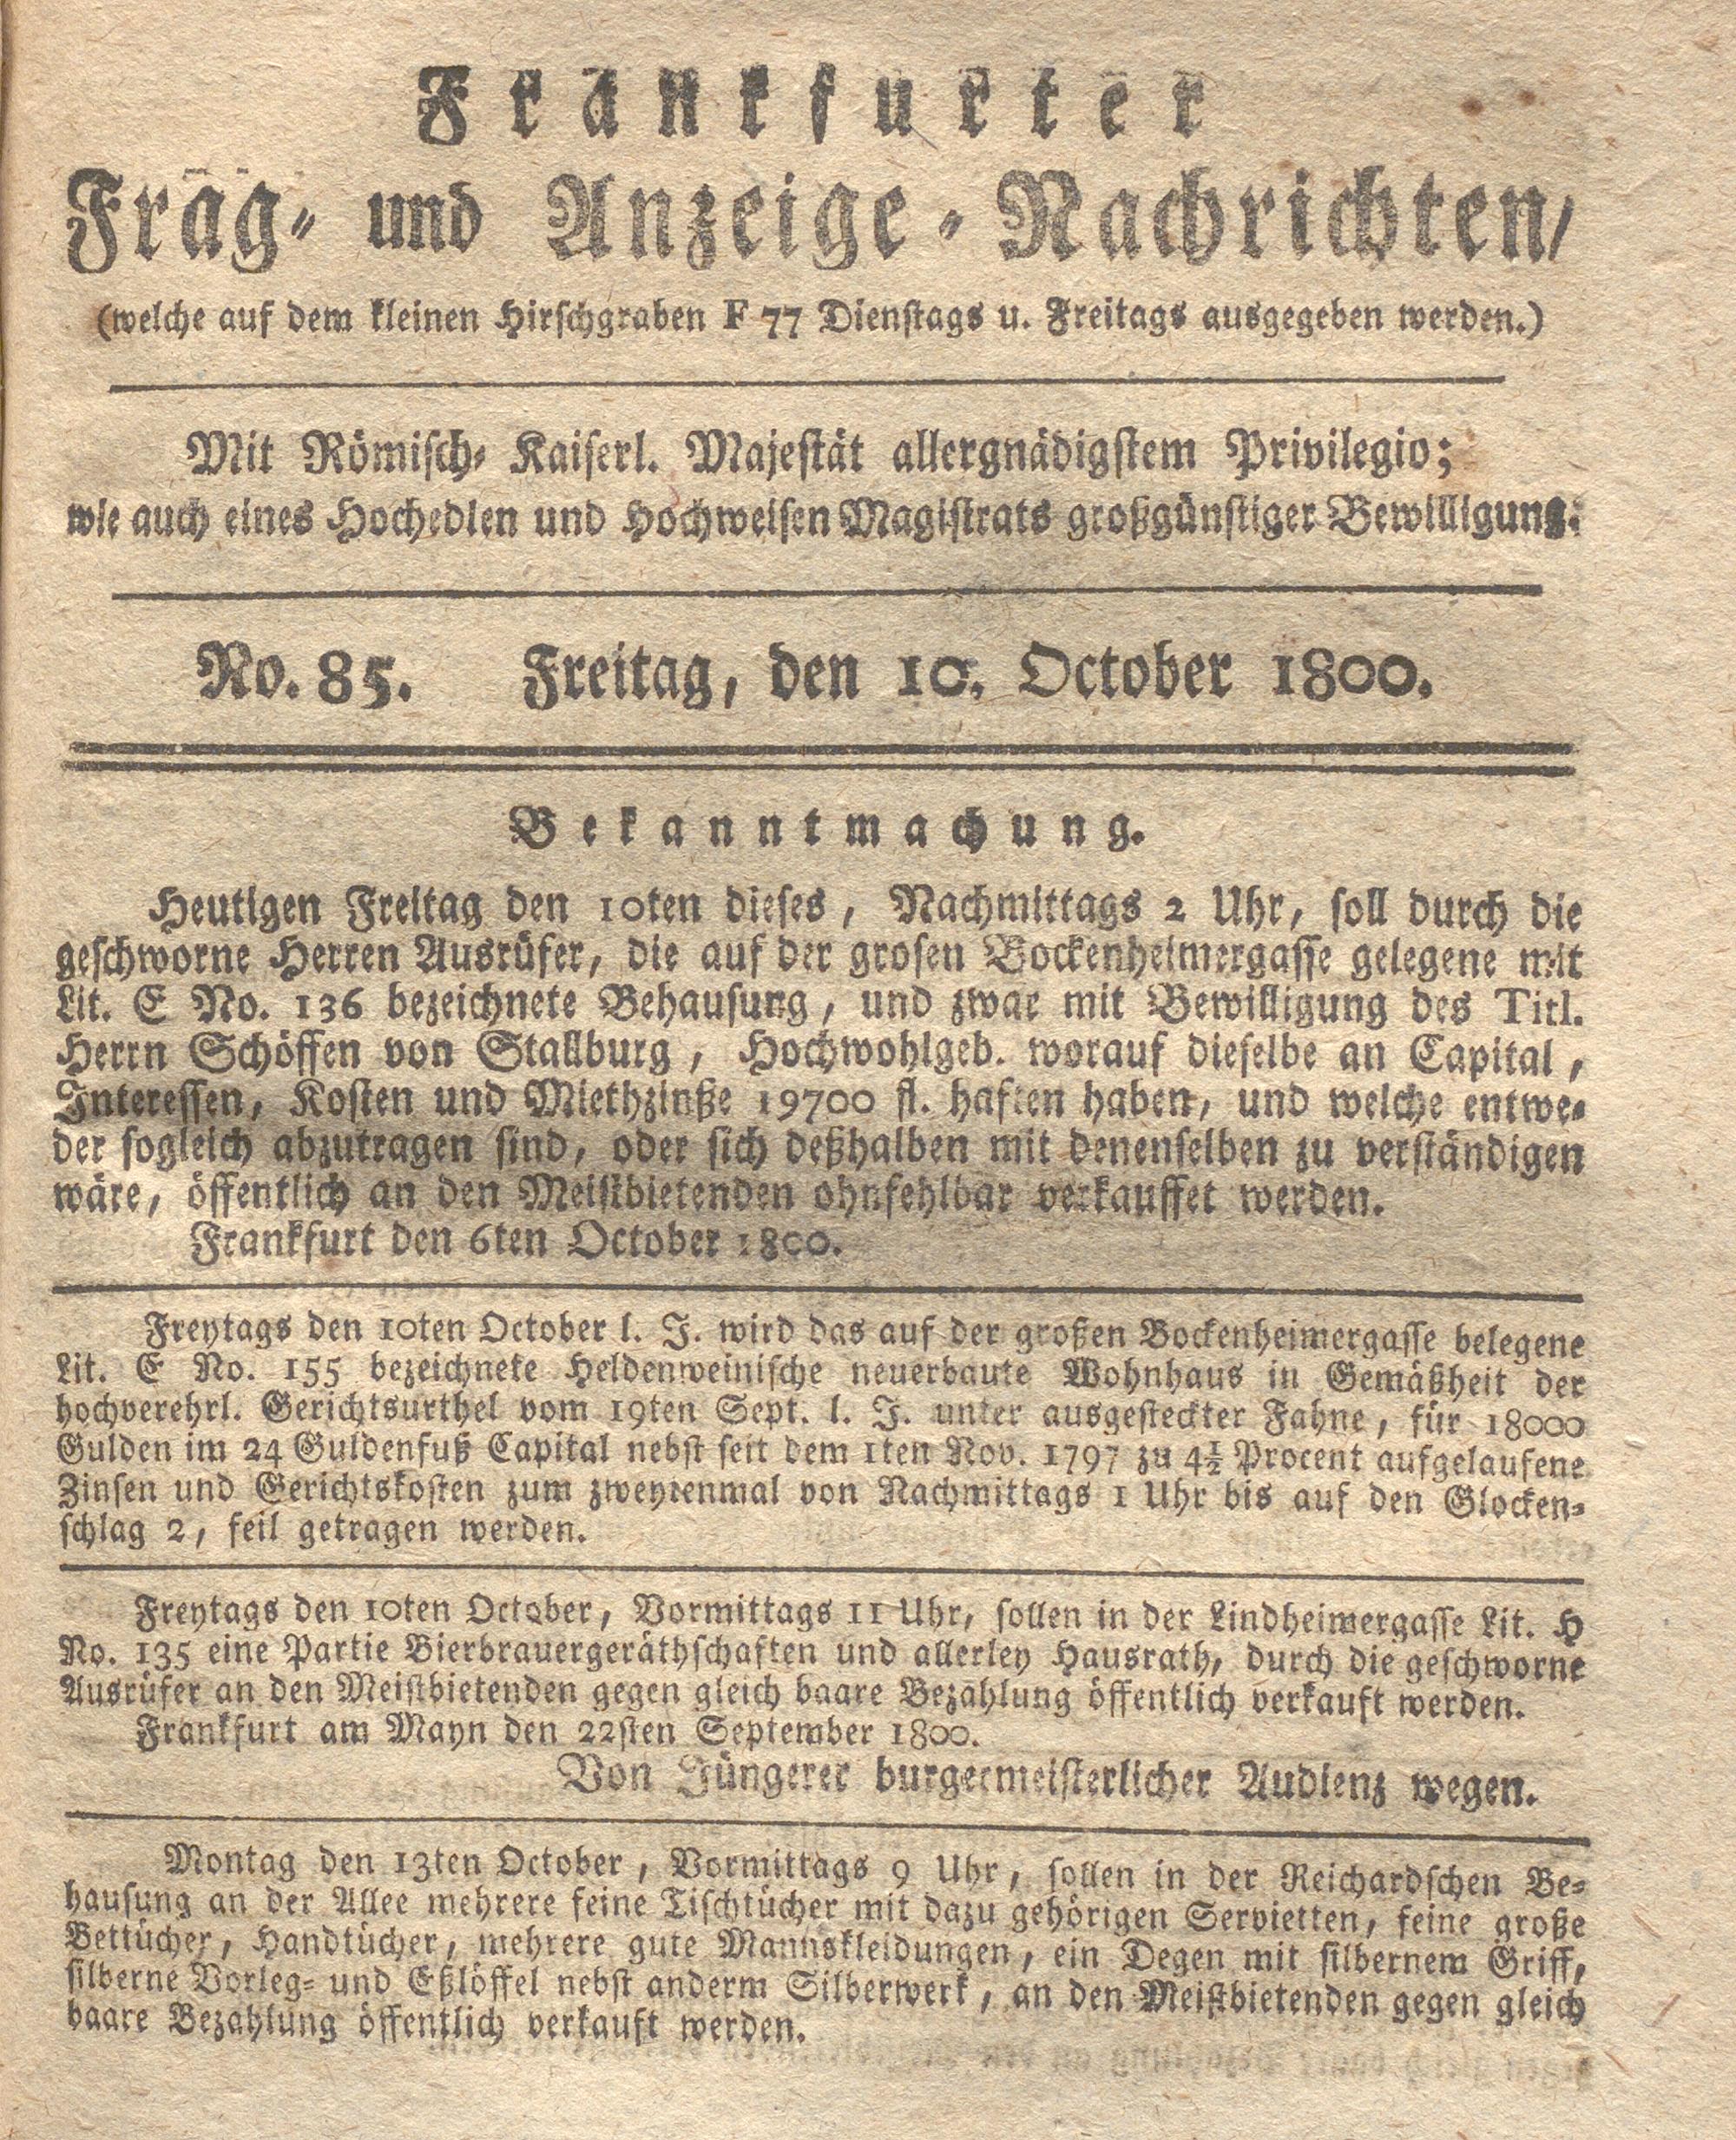 Frankfurter
Frag- und Anzeige-Nachrichten,
(welche auf dem kleinen Hirschgraben F 77 Dienstags u. Freitags ausgegeben werden.)
Mit Römisch-Kaiserl. Majestät allergnädigstem Privilegio;
wie auch eines Hochedlen und Hochweisen Magistrats großgünstiger Bewilligung.
No. 85. Freitag, den 10. October 1800.
Bekanntmachung.
Heutigen Freitag den 10ten dieses, Nachmittags 2 Uhr, soll durch die
geschworne Herren Ausrüfer, die auf der grosen Bockenheimergasse gelegene mit
Lit. E No. 136 bezeichnete Behausung, und zwar mit Bewilligung des Titl.
Herrn Schöffen von Stallburg, Hochwohlgeb. worauf dieselbe an Capital,
Interessen, Kosten und Miethzinße 19700 fl. haften haben, und welche entwe-
der sogleich abzutragen sind, oder sich deßhalben mit denenselben zu verständigen
wäre, öffentlich an den Meistbietenden ohnfehlbar verkauffet werden.
Frankfurt den 6ten October 1800.
Freytags den 10ten October l. J. wird das auf der großen Bockenheimergasse belegene
Lit. E No. 155 bezeichnete Heldenweinische neuerbaute Wohnhaus in Gemäßheit der
hochverehrl. Gerichtsurthel vom 19ten Sept. l. J. unter ausgesteckter Fahne, für 18000
Gulden im 24 Guldenfuß Capital nebst seit dem 1ten Nov. 1797 zu 4½ Procent aufgelaufene
Zinsen und Gerichtskosten zum zweytenmal von Nachmittags 1 Uhr bis auf den Glocken-
schlag 2, feil getragen werden.
Freytags den 10ten October, Vormittags 11 Uhr, sollen in der Lindheimergasse Lit. H
No. 135 eine Partie Bierbrauergeräthschaften und allerley Hausrath, durch die geschworne
Ausrüfer an den Meistbietenden gegen gleich baare Bezahlung öffentlich verkauft werden.
Frankfurt am Mayn den 22sten September 1800.
Von Jüngerer burgermeisterlicher Audienz wegen.
Montag den 13ten October, Vormittags 9 Uhr, sollen in der Reichardschen Be-
hausung an der Allee mehrere feine Tischtücher mit dazu gehörigen Servietten, feine große
Bettücher, Handtücher, mehrere gute Mannskleidungen, ein Degen mit silbernem Griff,
silberne Vorleg- und Eßlöffel nebst anderm Silberwerk, an den Meistbietenden gegen gleich
baare Bezahlung öffentlich verkauft werden.